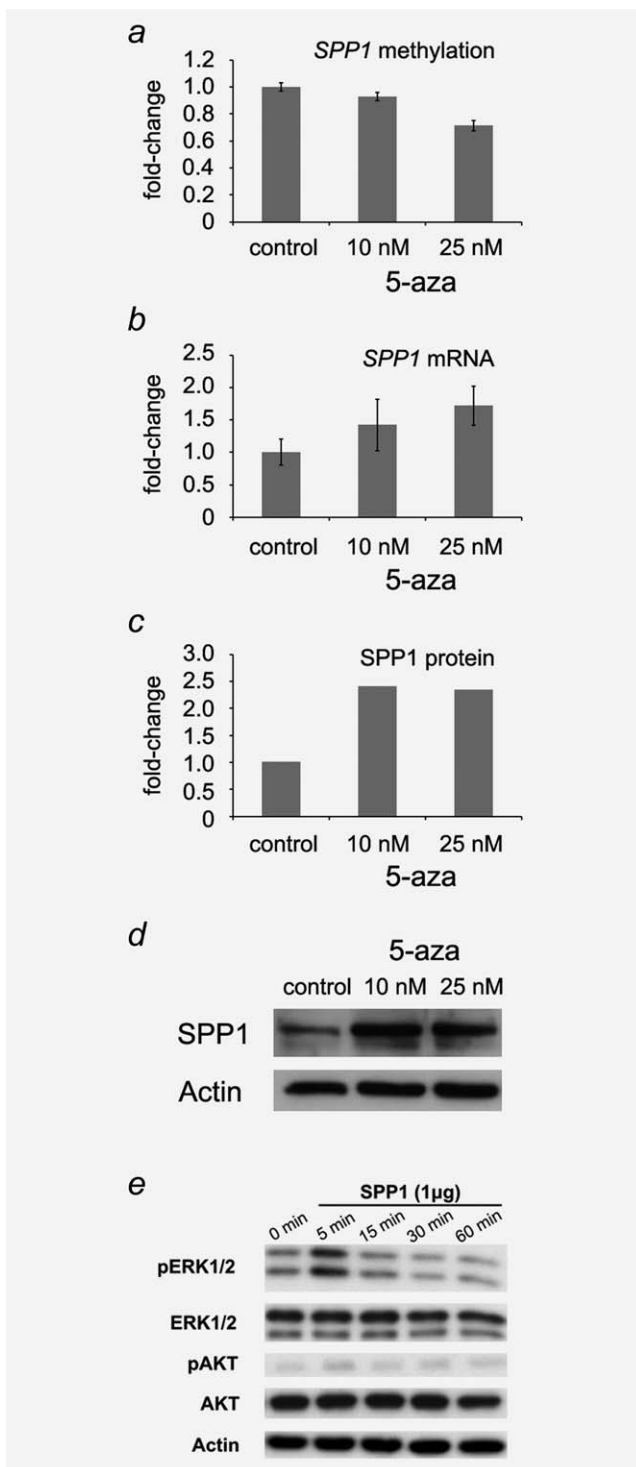 a
SPP1 methylation
fold-change
1.2
1.0
0.8
0.6
0.4
0.2
0
control 10 nM 25 nM
5-aza
b
SPP1 mRNA
fold-change
2.5
2.0
1.5
1.0
0.5
0
control 10 nM 25 nM
5-aza
c
SPP1 protein
fold-change
3.0
2.5
2.0
1.5
1.0
0.5
0
control 10 nM 25 nM
5-aza
d
5-aza
control 10 nM 25 nM
SPP1
Actin
e
SPP1 (1µg)
0 min 5 min 15 min 30 min 60 min
pERK1/2
ERK1/2
pAKT
AKT
Actin